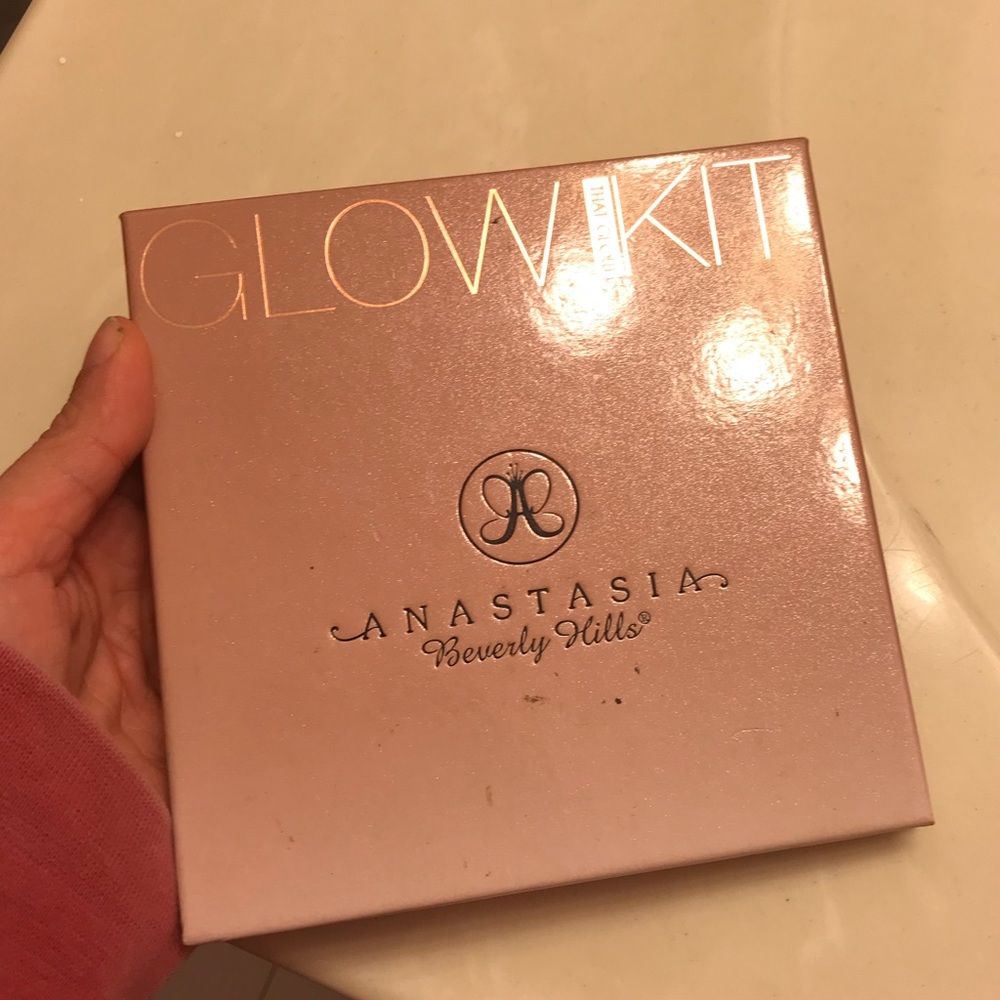 GLOW KIT
THAT GLOW
A
ANASTASIA
Beverly Hills®